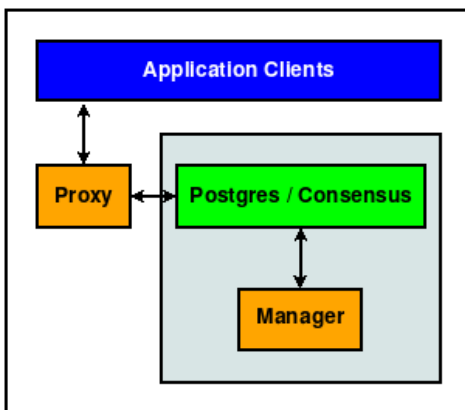 Application Clients
Proxy
Postgres / Consensus
Manager